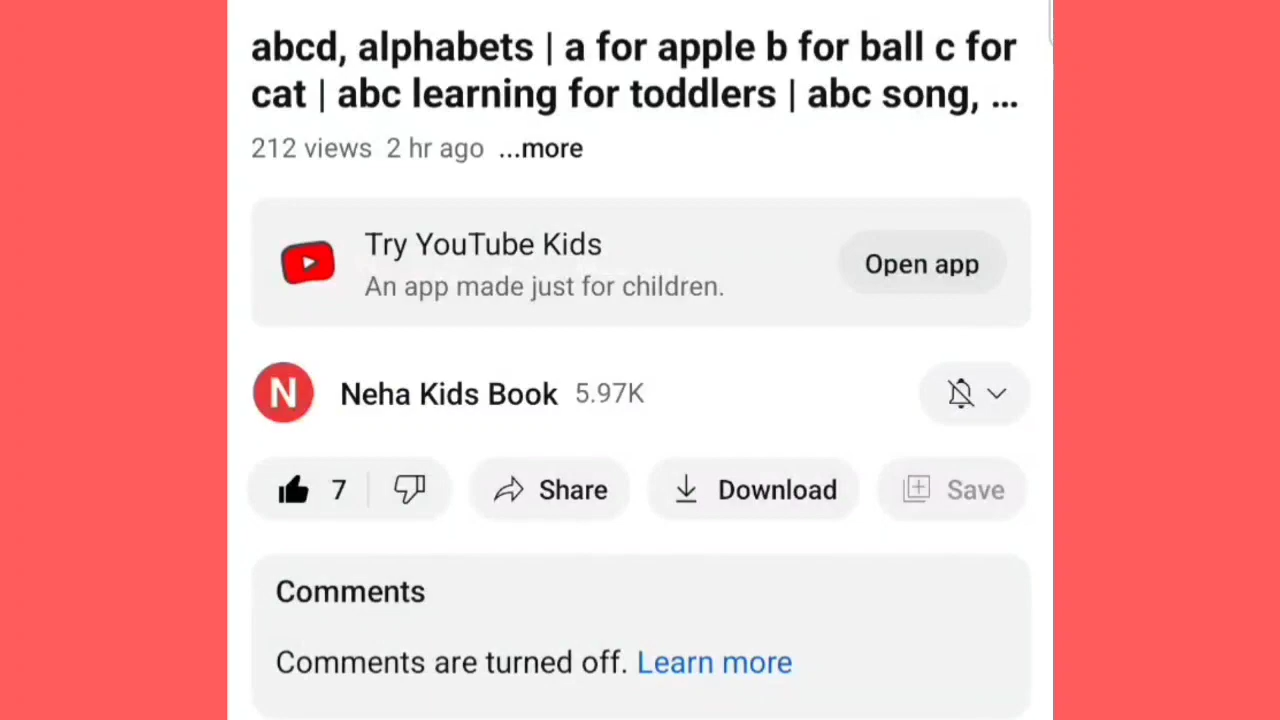 abcd, alphabets | a for apple b for ball c for
cat | abc learning for toddlers | abc song, ...
212 views 2 hr ago ...more
Try YouTube Kids
An app made just for children.
Open app
N
Neha Kids Book 5.97K
7 Share Download Save
Comments
Comments are turned off. Learn more